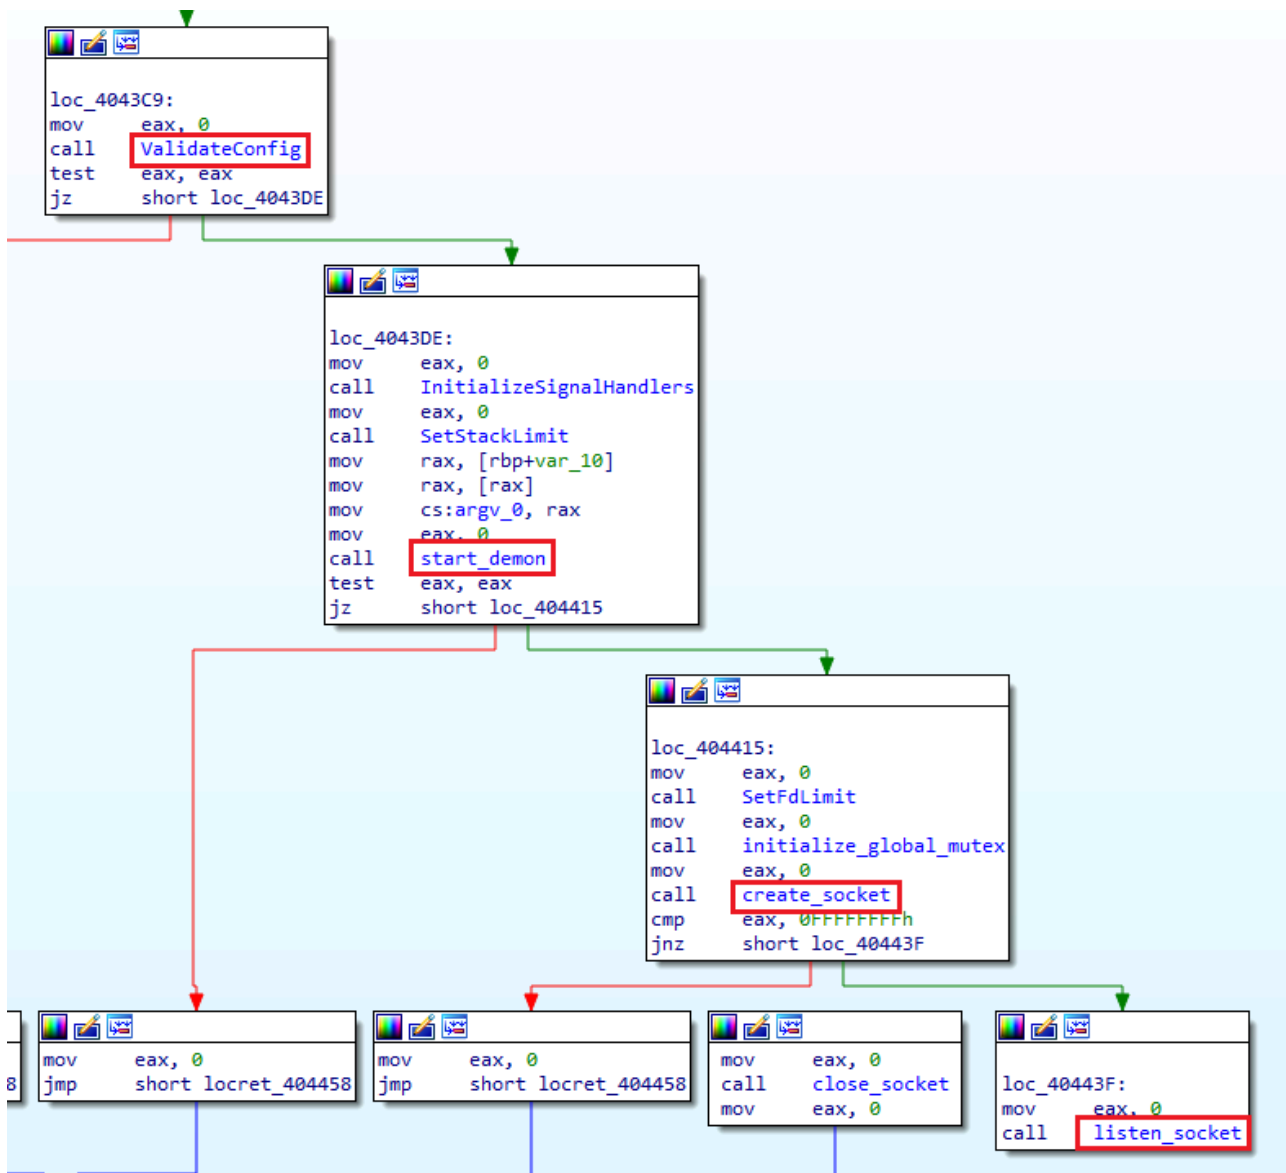 loc_4043C9:
mov eax, 0
call ValidateConfig
test eax, eax
jz short loc_4043DE
loc_4043DE:
mov eax, 0
call InitializeSignalHandlers
mov eax, 0
call SetStackLimit
mov rax, [rbp+var_10]
mov rax, [rax]
mov cs:argv_0, rax
mov eax, 0
call start_demon
test eax, eax
jz short loc_404415
loc_404415:
mov eax, 0
call SetFdLimit
mov eax, 0
call initialize_global_mutex
mov eax, 0
call create_socket
cmp eax, 0FFFFFFFFh
jnz short loc_40443F
8
mov eax, 0
jmp short locret_404458
mov eax, 0
jmp short locret_404458
mov eax, 0
call close_socket
mov eax, 0
loc_40443F:
mov eax, 0
call listen_socket